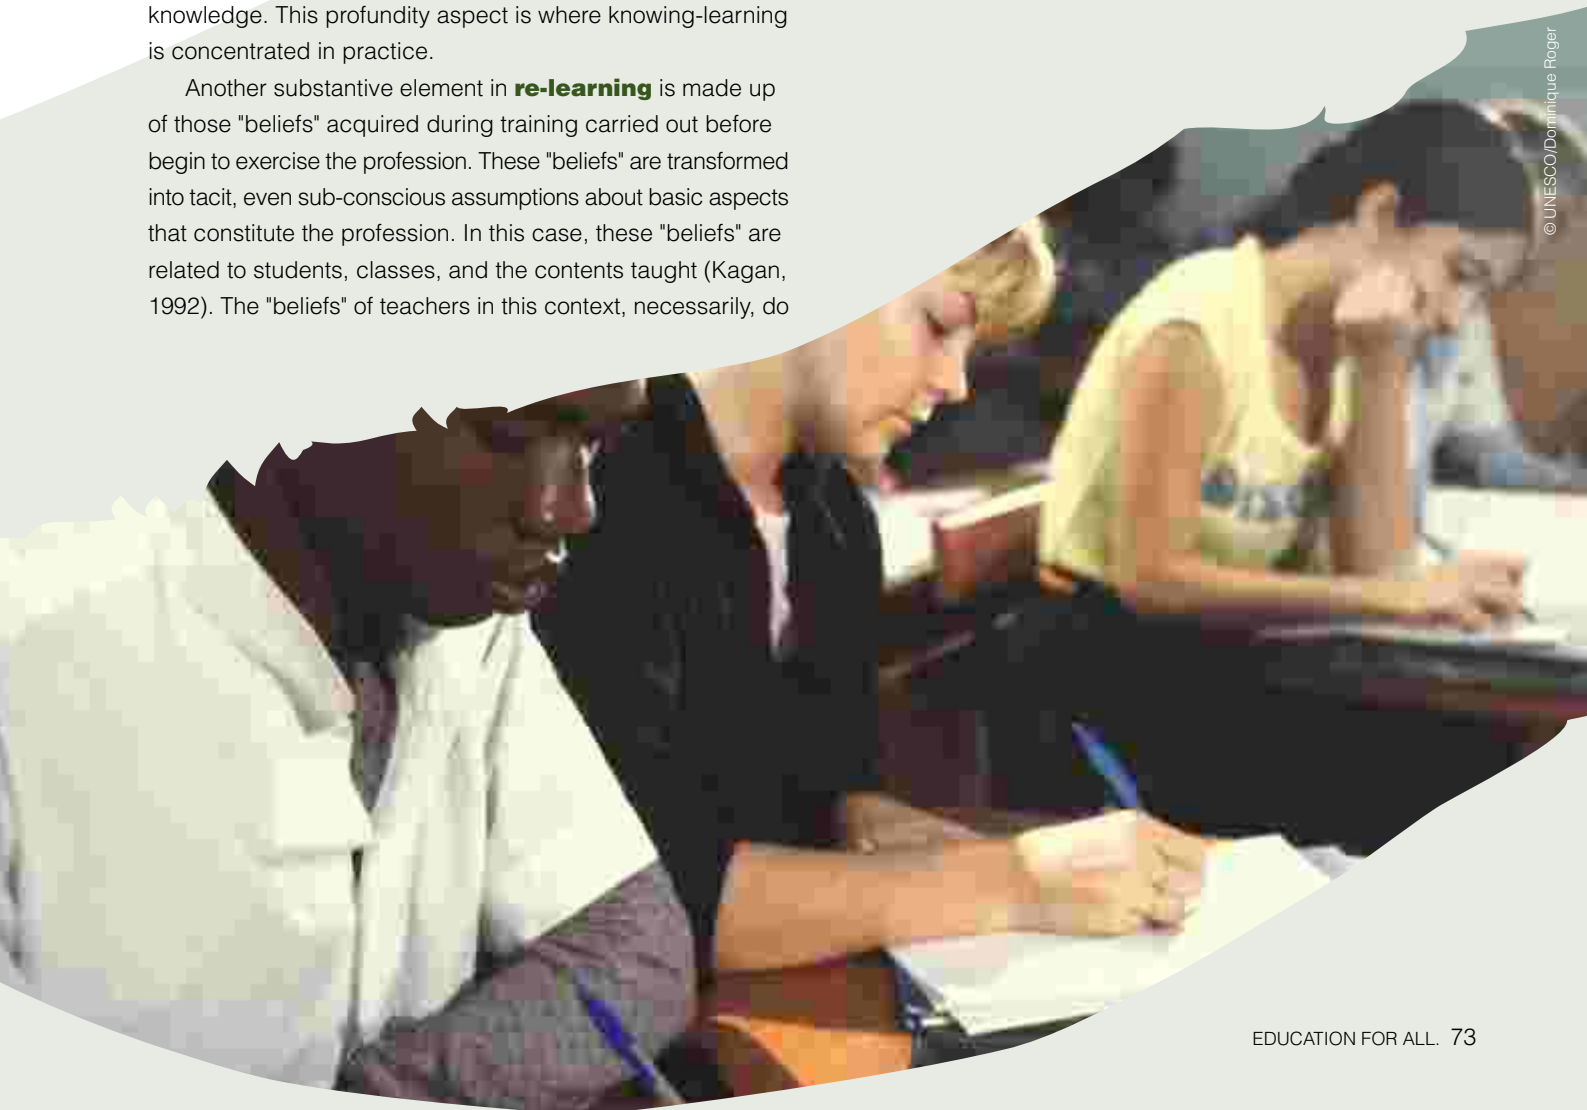 knowledge. This profundity aspect is where knowing-learning
is concentrated in practice.
Another substantive element in re-learning is made up
of those "beliefs" acquired during training carried out before
begin to exercise the profession. These "beliefs" are transformed
into tacit, even sub-conscious assumptions about basic aspects
that constitute the profession. In this case, these "beliefs" are
related to students, classes, and the contents taught (Kagan,
1992). The "beliefs" of teachers in this context, necessarily, do
© UNESCO/Dominique Roger
EDUCATION FOR ALL. 73